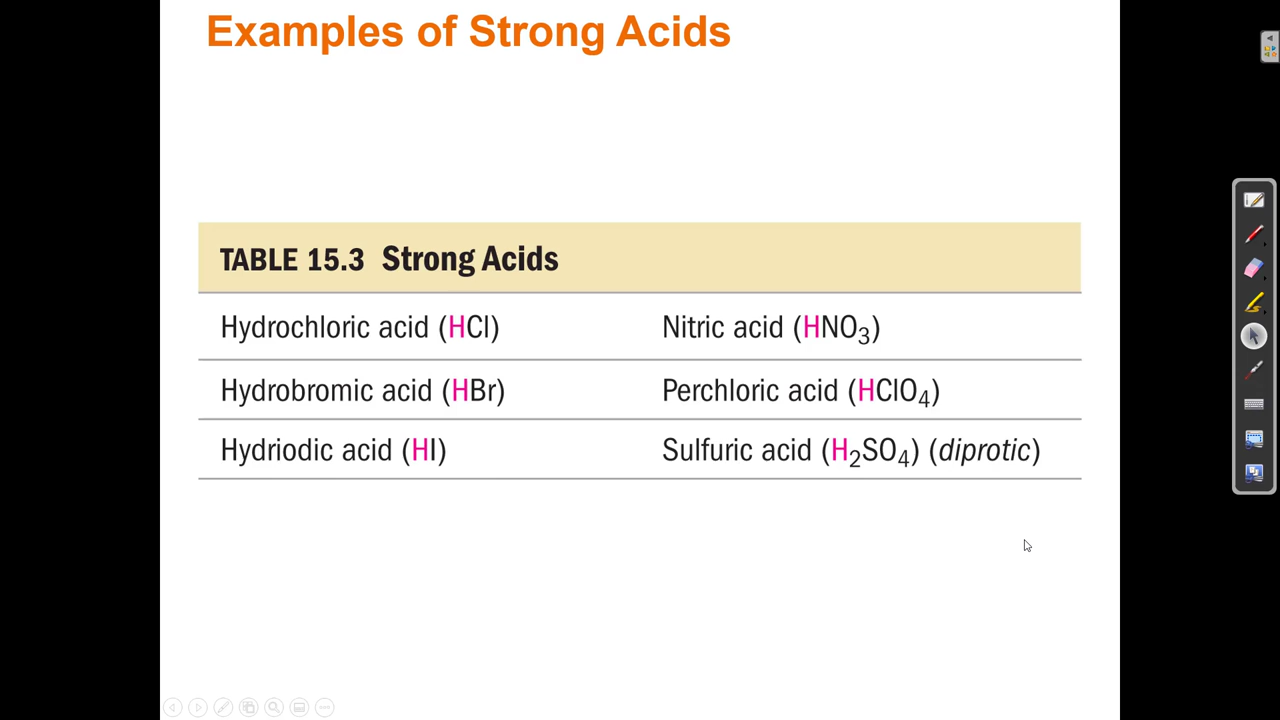 Examples of Strong Acids
TABLE 15.3 Strong Acids
Hydrochloric acid (HCl) Nitric acid (HNO₃)
Hydrobromic acid (HBr) Perchloric acid (HClO₄)
Hydriodic acid (HI) Sulfuric acid (H₂SO₄) (diprotic)